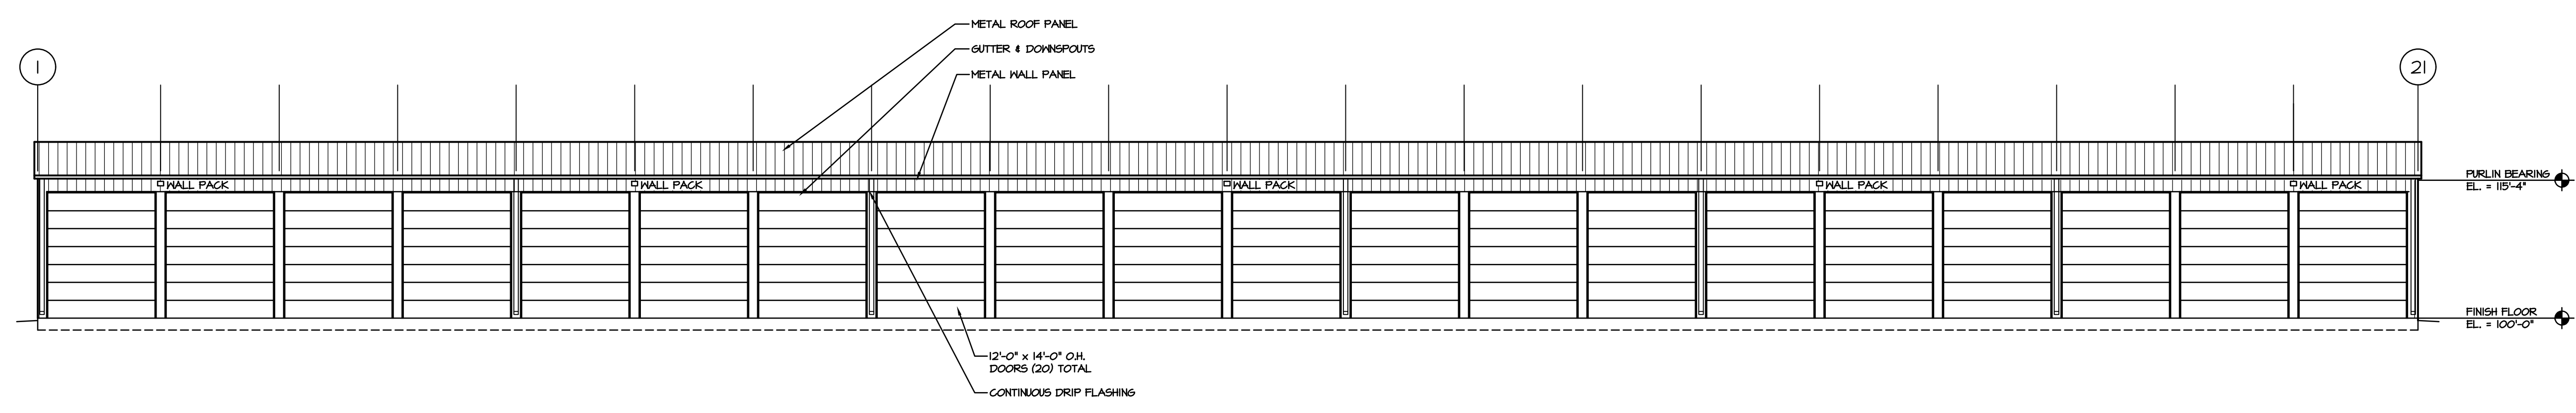 METAL ROOF PANEL
GUTTER & DOWNSPOUTS
METAL WALL PANEL
1
21
WALL PACK
WALL PACK
WALL PACK
WALL PACK
WALL PACK
PURLIN BEARING
EL. = 115'-4"
FINISH FLOOR
EL. = 100'-0"
12'-0" x 14'-0" O.H.
DOORS (20) TOTAL
CONTINUOUS DRIP FLASHING